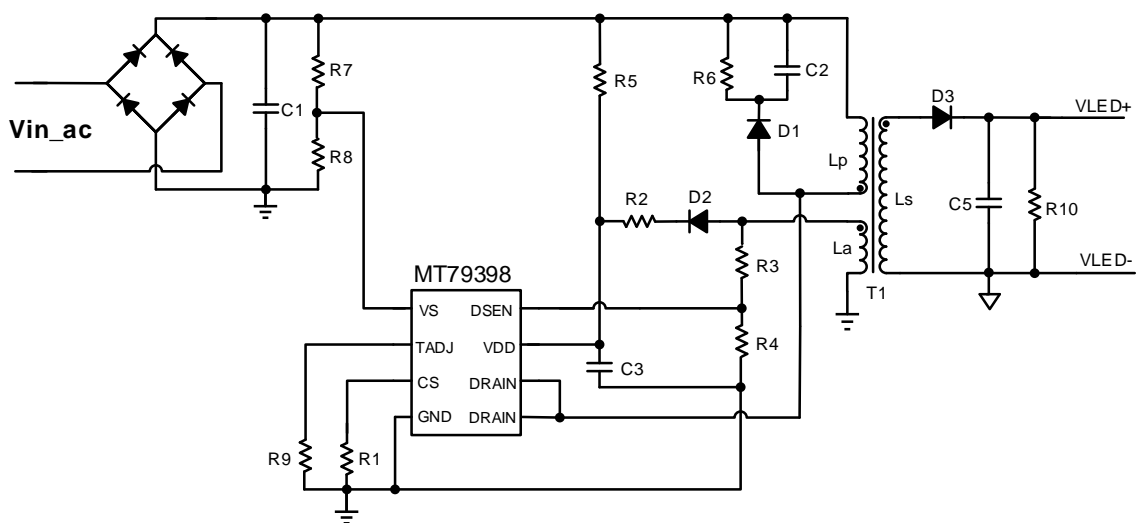 R7
C1
R5
R6
C2
D3
VLED+
Vin_ac
R8
D1
Lp
Ls
C5
R10
R2
D2
La
R3
VLED-
T1
MT79398
VS
DSEN
TADJ
VDD
R4
C3
CS
DRAIN
GND
DRAIN
R9
R1